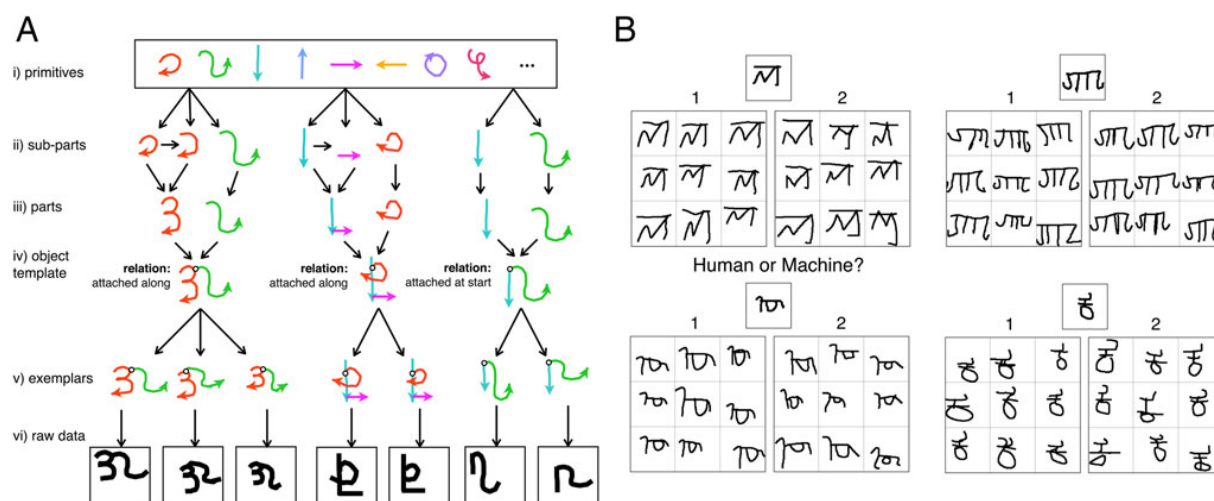 A
i) primitives
...
ii) sub-parts
iii) parts
iv) object
template
relation:
attached along
relation:
attached along
relation:
attached at start
v) exemplars
vi) raw data
B
1
2
1
2
Human or Machine?
1
2
1
2